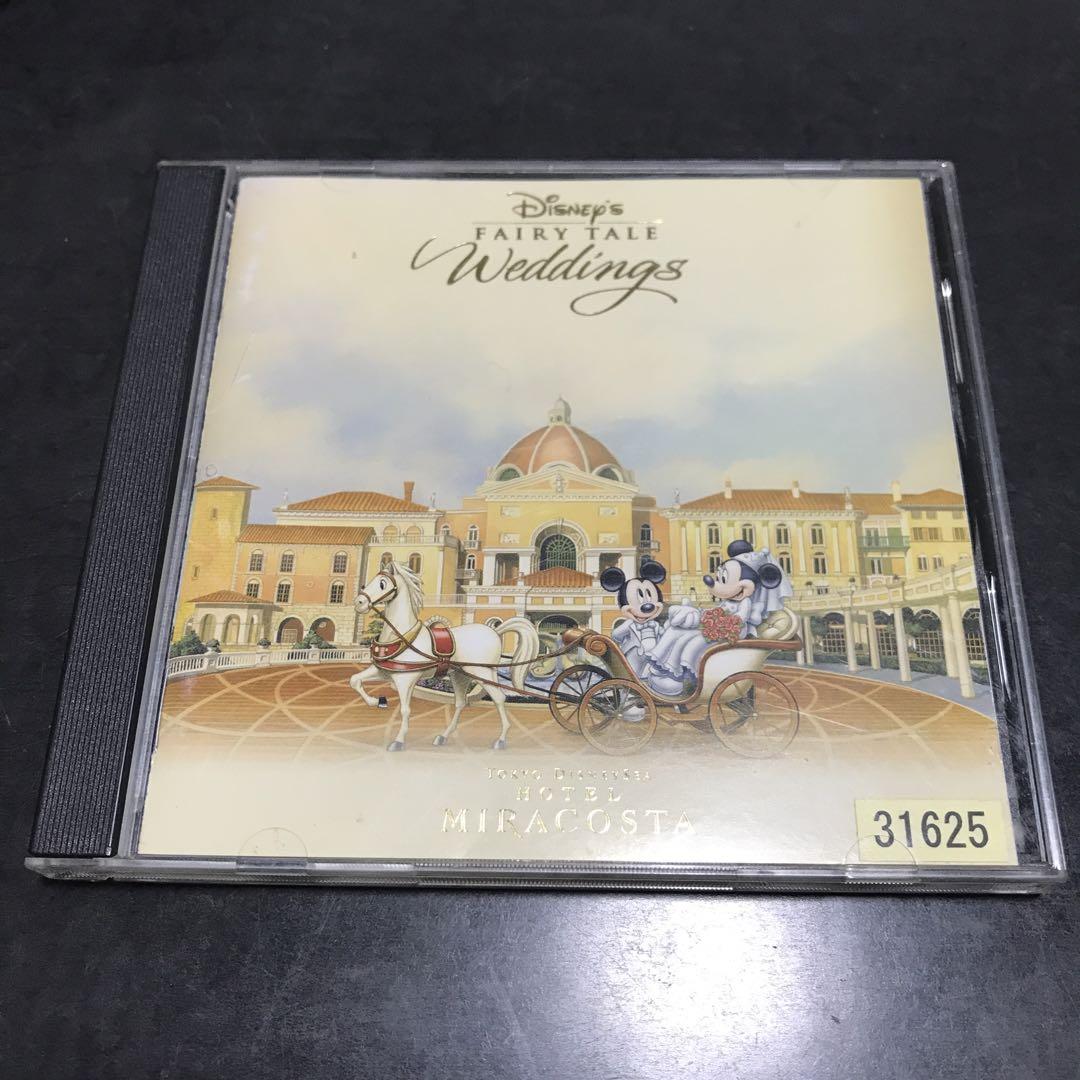 Disney's
FAIRY TALE
Weddings
TOKYO DISNEYSEA
HOTEL
MIRACOSTA
31625